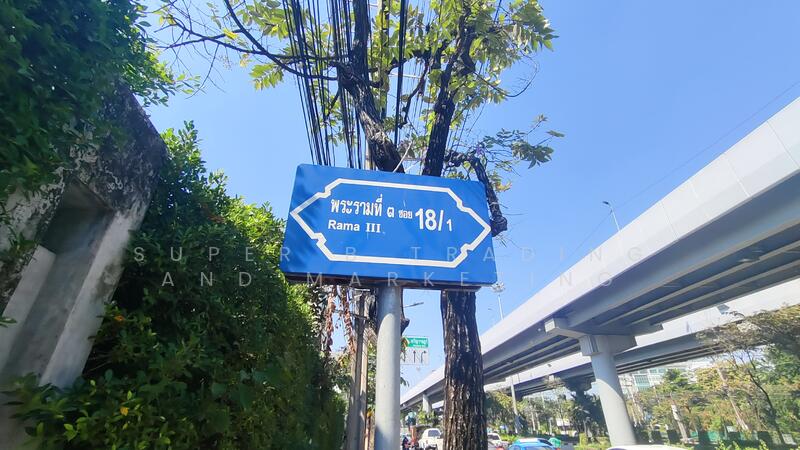 พระรามที่ ๓ ซอย 18/1
Rama III
SUPER B TRADING
AND MARKETING